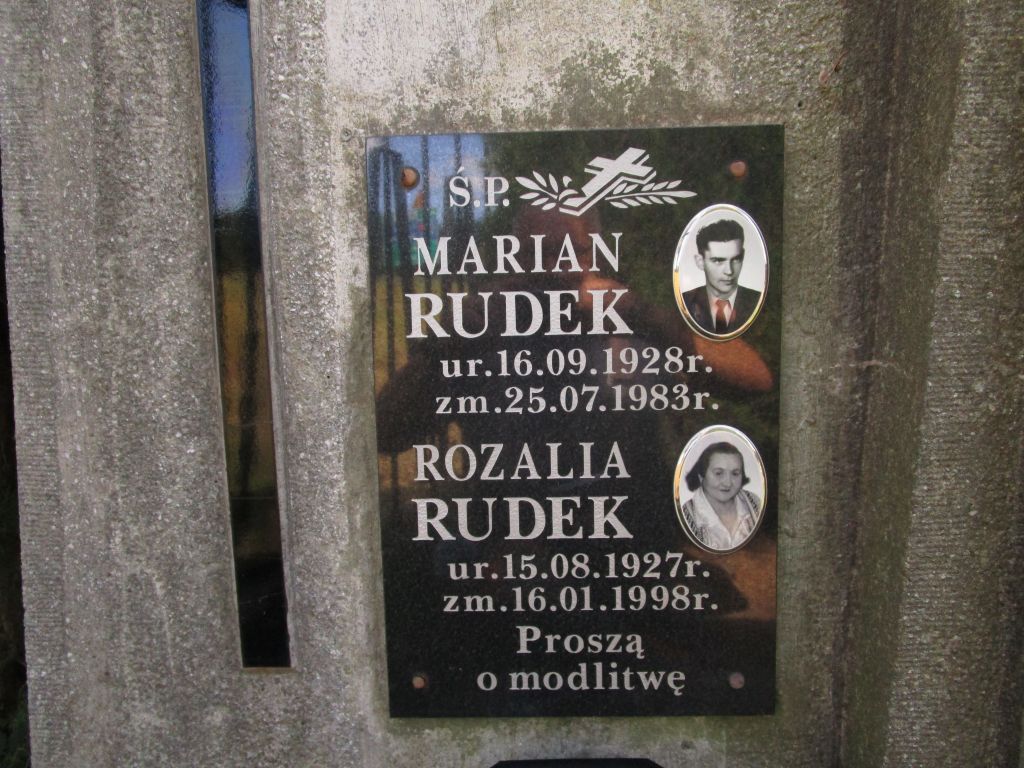 Ś.P.
MARIAN
RUDEK
ur.16.09.1928r.
zm.25.07.1983r.
ROZALIA
RUDEK
ur.15.08.1927r.
zm.16.01.1998r.
Proszą
o modlitwę